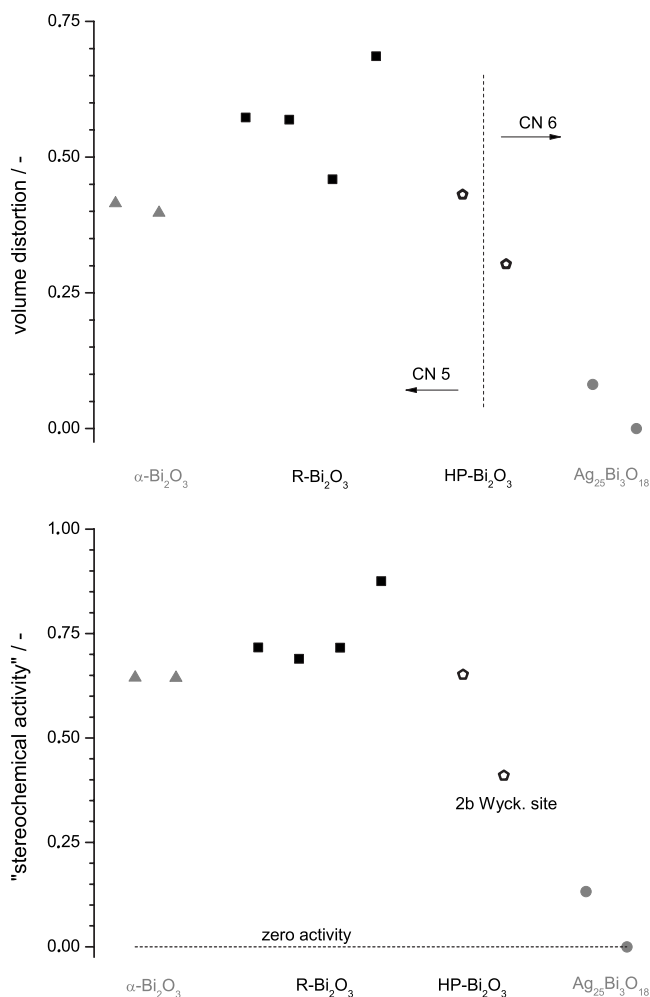 0.75
0.50
0.25
0.00
volume distortion / -
CN 6
CN 5
α-Bi₂O₃
R-Bi₂O₃
HP-Bi₂O₃
Ag₂₅Bi₃O₁₈
1.00
0.75
0.50
0.25
0.00
"stereochemical activity" / -
2b Wyck. site
zero activity
α-Bi₂O₃
R-Bi₂O₃
HP-Bi₂O₃
Ag₂₅Bi₃O₁₈